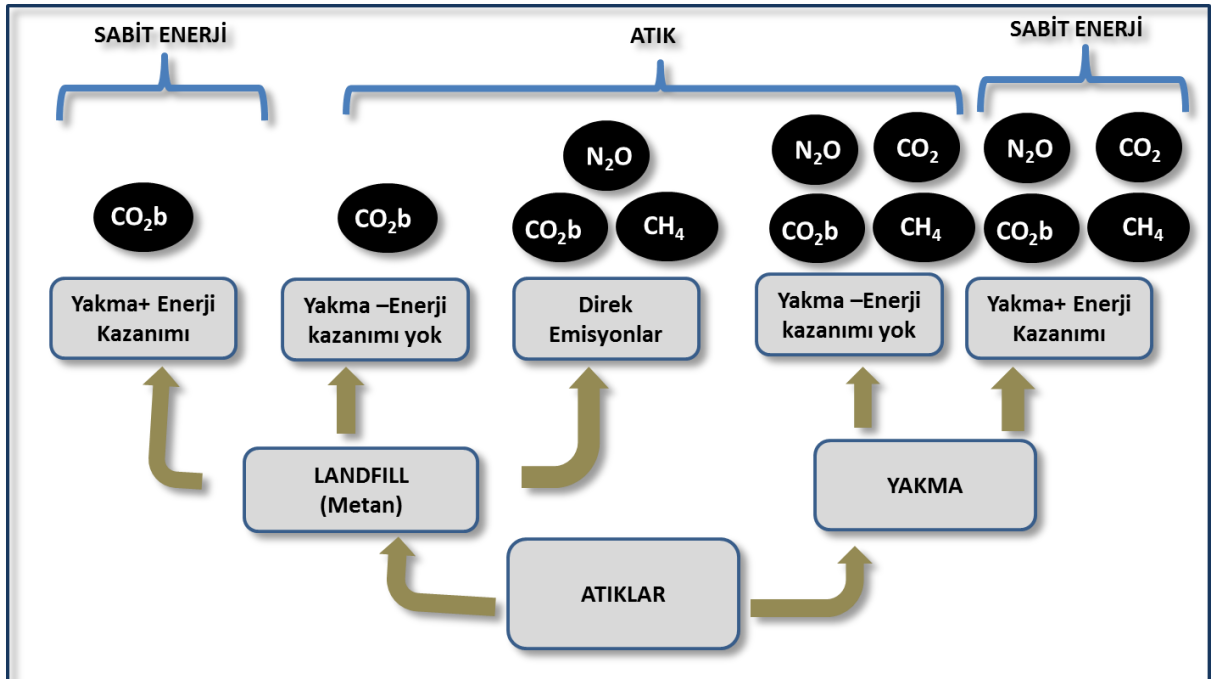 SABİT ENERJİ
ATIK
SABİT ENERJİ
N₂O
N₂O
CO₂
N₂O
CO₂
CO₂b
CO₂b
CO₂b
CH₄
CO₂b
CH₄
CO₂b
CH₄
Yakma+ Enerji
Kazanımı
Yakma –Enerji
kazanımı yok
Direk
Emisyonlar
Yakma –Enerji
kazanımı yok
Yakma+ Enerji
Kazanımı
LANDFILL
(Metan)
YAKMA
ATIKLAR